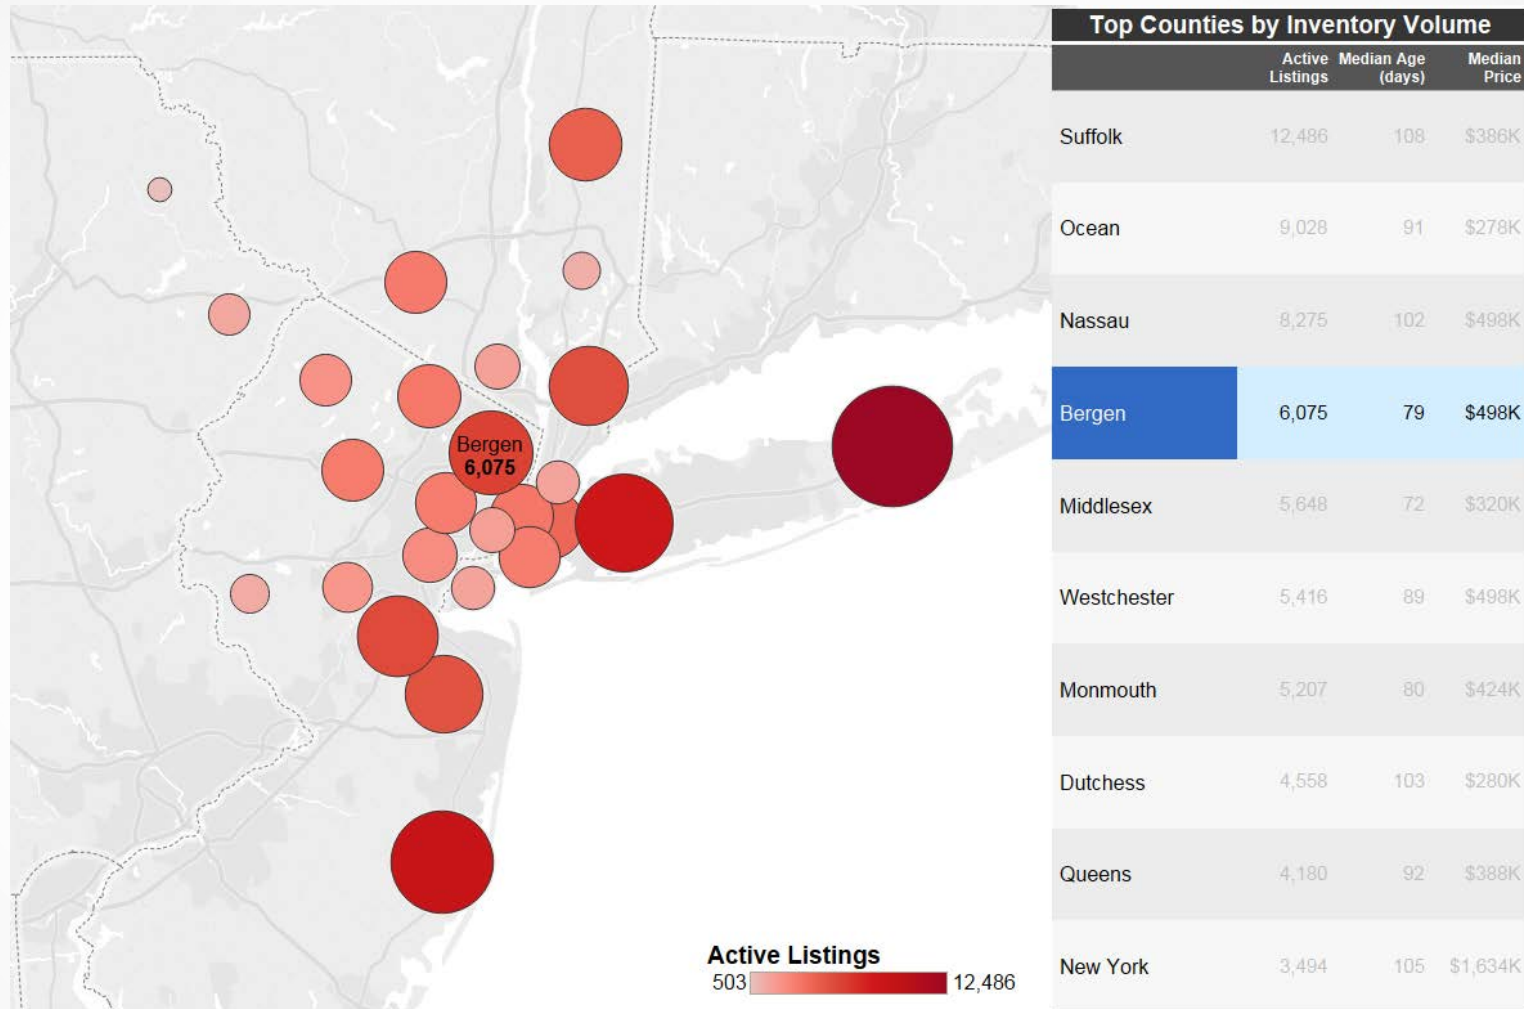 Bergen
6,075
Active Listings
503 12,486
Top Counties by Inventory Volume
Active Listings Median Age (days) Median Price
Suffolk 12,486 108 $386K
Ocean 9,028 91 $278K
Nassau 8,275 102 $498K
Bergen 6,075 79 $498K
Middlesex 5,648 72 $320K
Westchester 5,416 89 $498K
Monmouth 5,207 80 $424K
Dutchess 4,558 103 $280K
Queens 4,180 92 $388K
New York 3,494 105 $1,634K